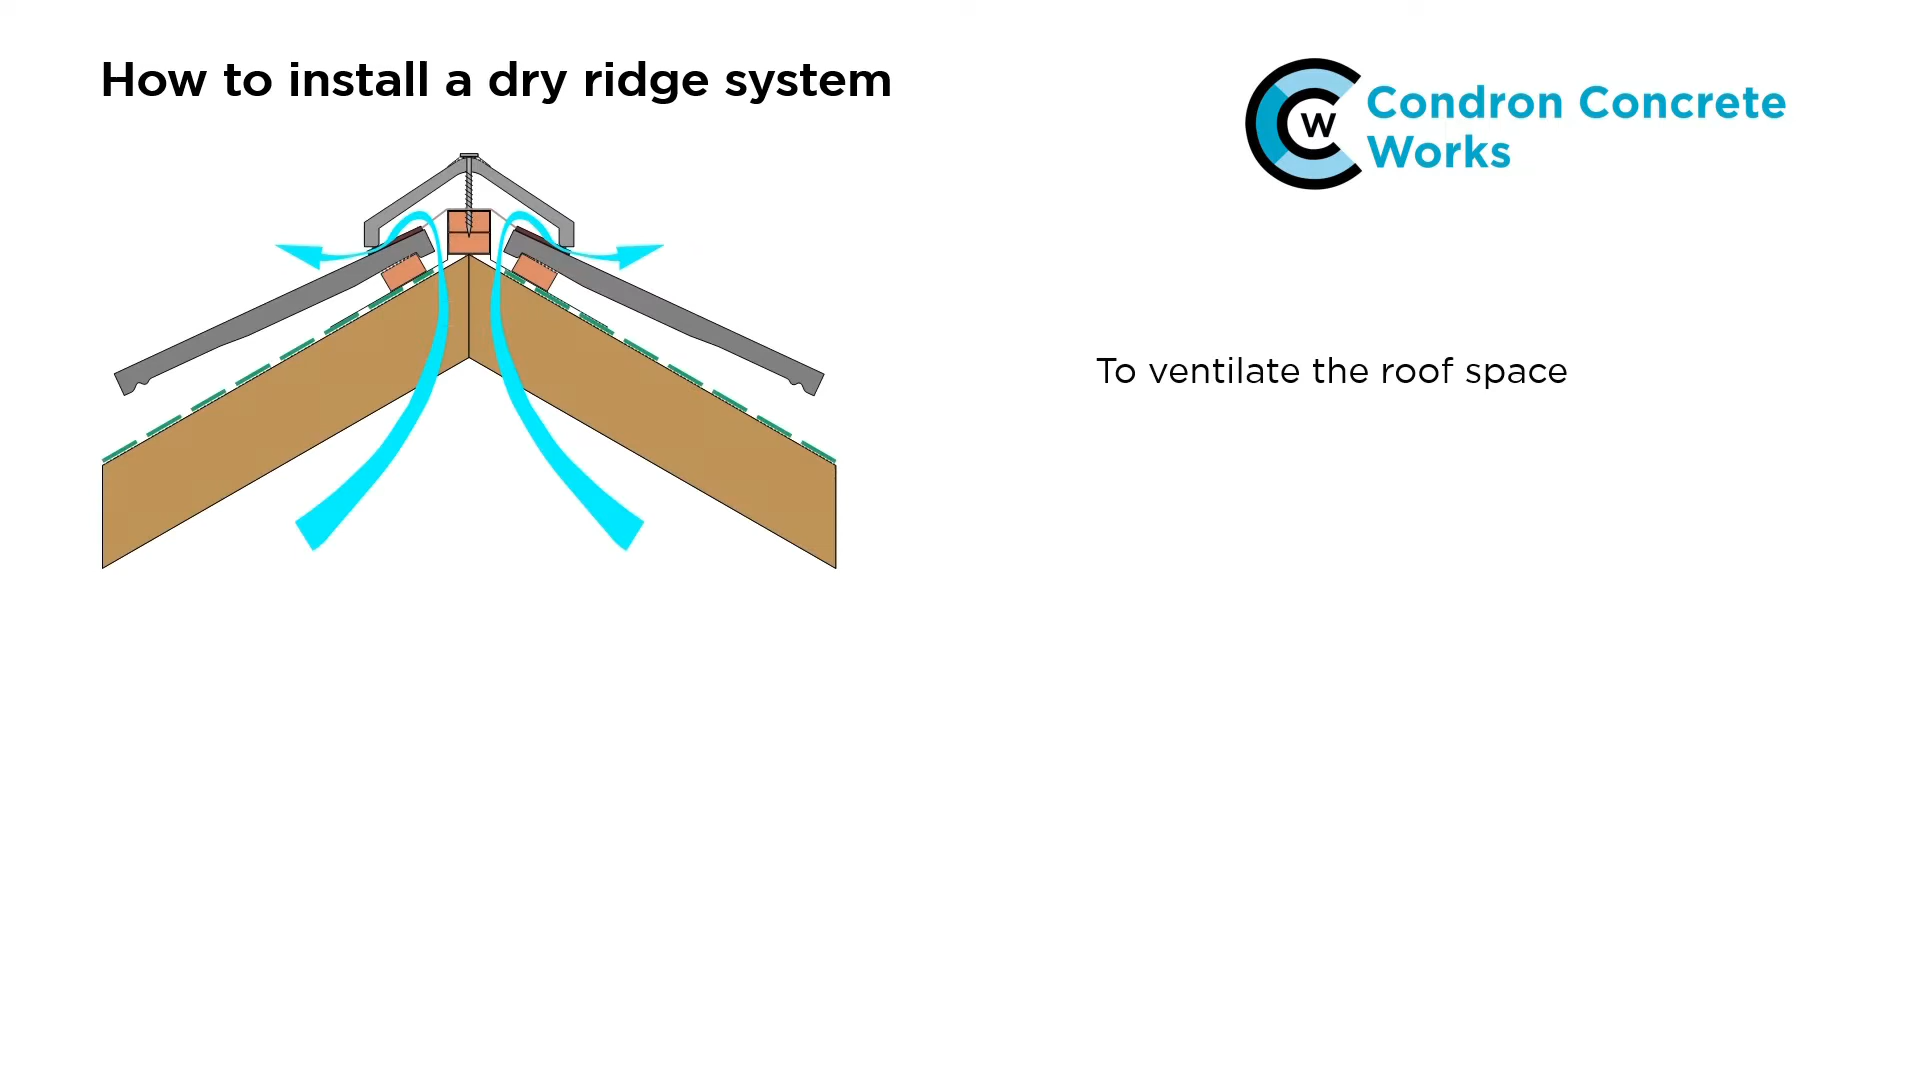 How to install a dry ridge system
W
Condron Concrete
Works
To ventilate the roof space